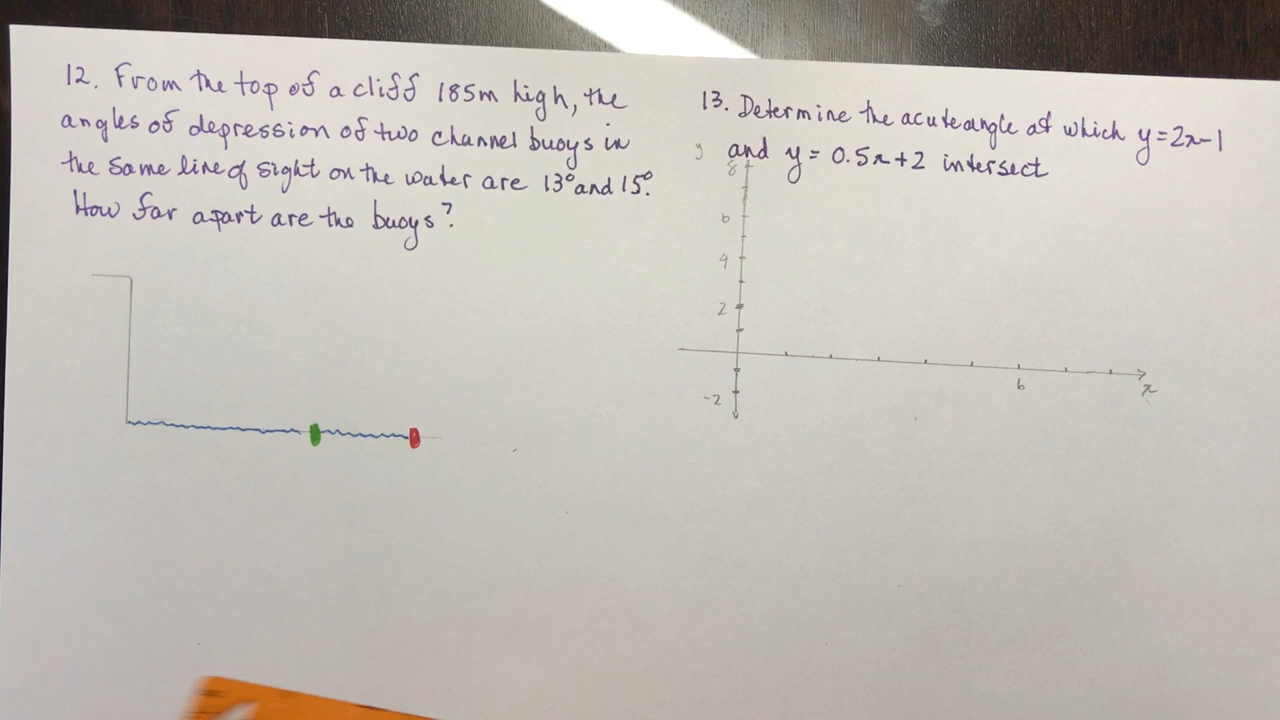 12. From the top of a cliff 185m high, the
angles of depression of two channel buoys in
the same line of sight on the water are 13° and 15°.
How far apart are the buoys?
13. Determine the acute angle at which y=2x-1
and y= 0.5x+2 intersect
y
8
6
4
2
-2
6
x